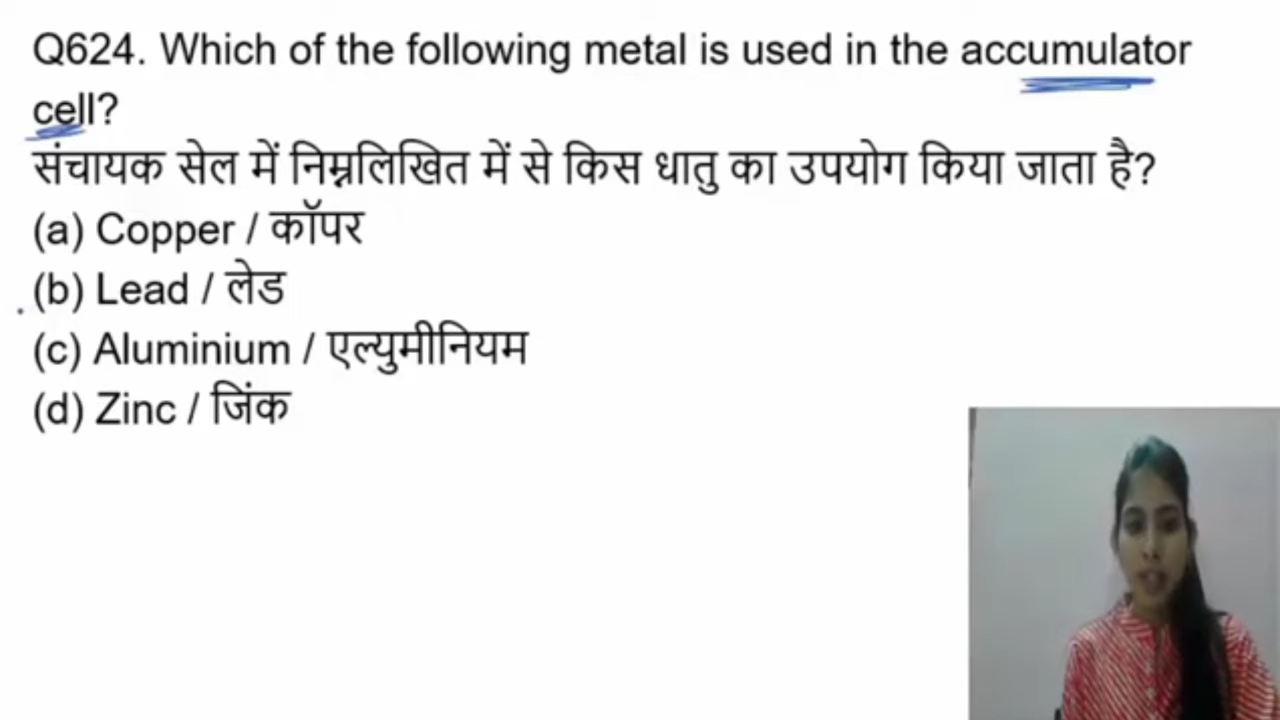 Q624. Which of the following metal is used in the accumulator
cell?
संचायक सेल में निम्नलिखित में से किस धातु का उपयोग किया जाता है?
(a) Copper / कॉपर
(b) Lead / लेड
(c) Aluminium / एल्युमीनियम
(d) Zinc / जिंक